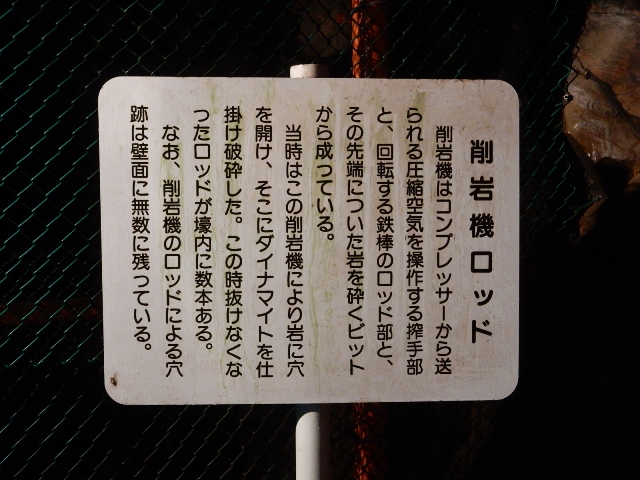 削岩機ロッド
削岩機はコンプレッサーから送
られる圧縮空気を操作する搾手部
と、回転する鉄棒のロッド部と、
その先端についた岩を砕くビット
から成っている。
当時はこの削岩機により岩に穴
を開け、そこにダイナマイトを仕
掛け破砕した。この時抜けなくな
ったロッドが壕内に数本ある。
なお、削岩機のロッドによる穴
跡は壁面に無数に残っている。